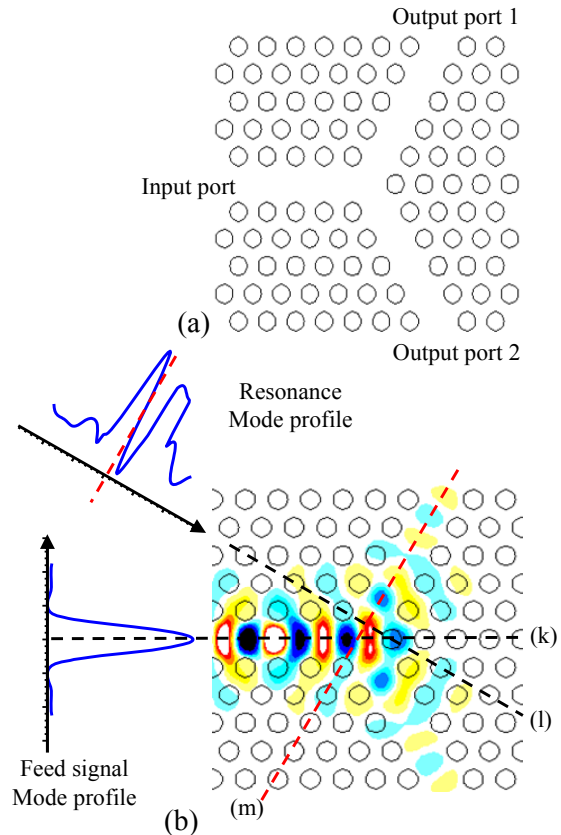 Output port 1
Input port
(a)
Output port 2
Resonance
Mode profile
(k)
(l)
Feed signal
Mode profile
(b)
(m)